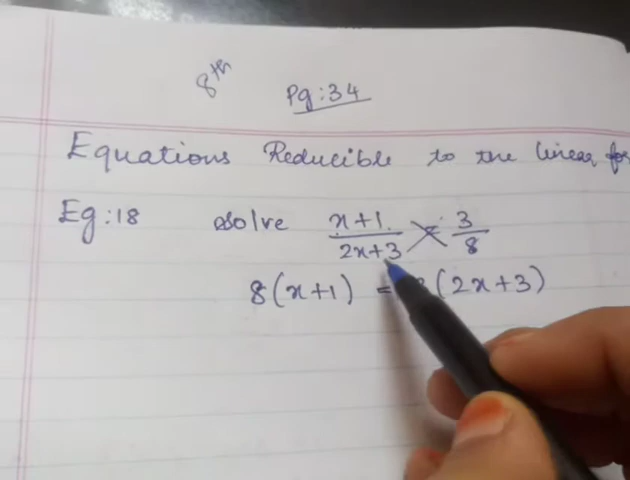 8th
Pg:34
Equations Reducible to the linear for
Eg:18 solve x+1/2x+3 = 3/8
8(x+1) = (2x+3)